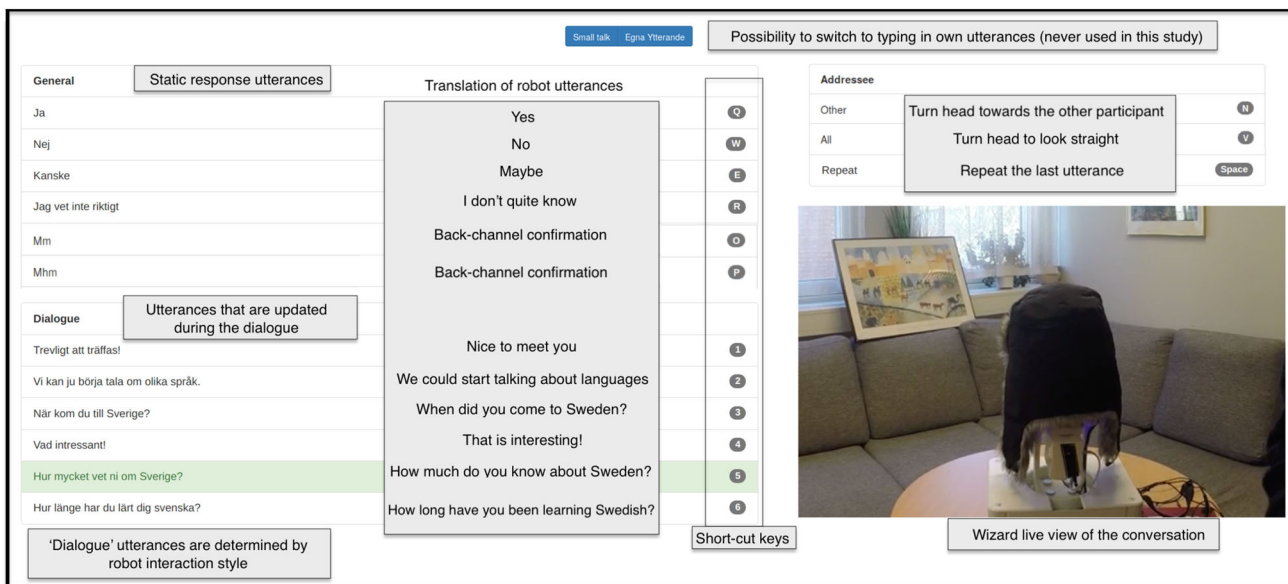 Small talk Egna Ytterande
Possibility to switch to typing in own utterances (never used in this study)
General
Static response utterances
Translation of robot utterances
Ja Yes Q
Nej No W
Kanske Maybe E
Jag vet inte riktigt I don't quite know R
Mm Back-channel confirmation O
Mhm Back-channel confirmation P
Dialogue
Utterances that are updated
during the dialogue
Trevligt att träffas! Nice to meet you 1
Vi kan ju börja tala om olika språk. We could start talking about languages 2
När kom du till Sverige? When did you come to Sweden? 3
Vad intressant! That is interesting! 4
Hur mycket vet ni om Sverige? How much do you know about Sweden? 5
Hur länge har du lärt dig svenska? How long have you been learning Swedish? 6
'Dialogue' utterances are determined by
robot interaction style
Short-cut keys
Addressee
Other Turn head towards the other participant N
All Turn head to look straight V
Repeat Repeat the last utterance Space
Wizard live view of the conversation